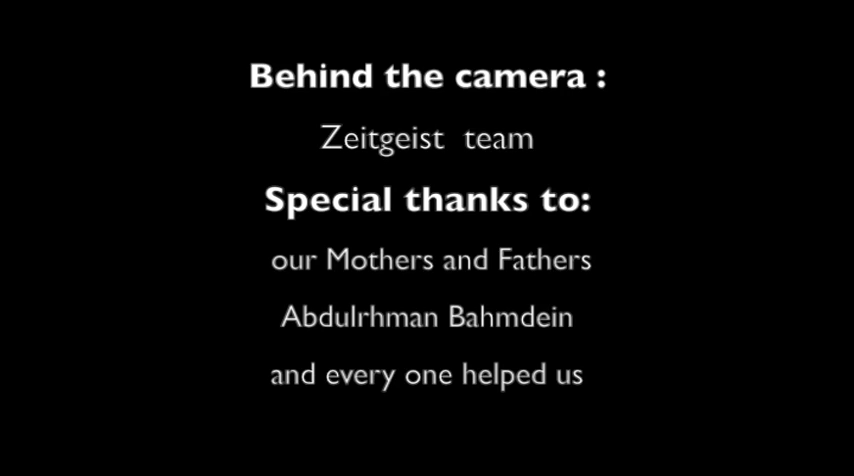 Behind the camera :
Zeitgeist team
Special thanks to:
our Mothers and Fathers
Abdulrhman Bahmdein
and every one helped us